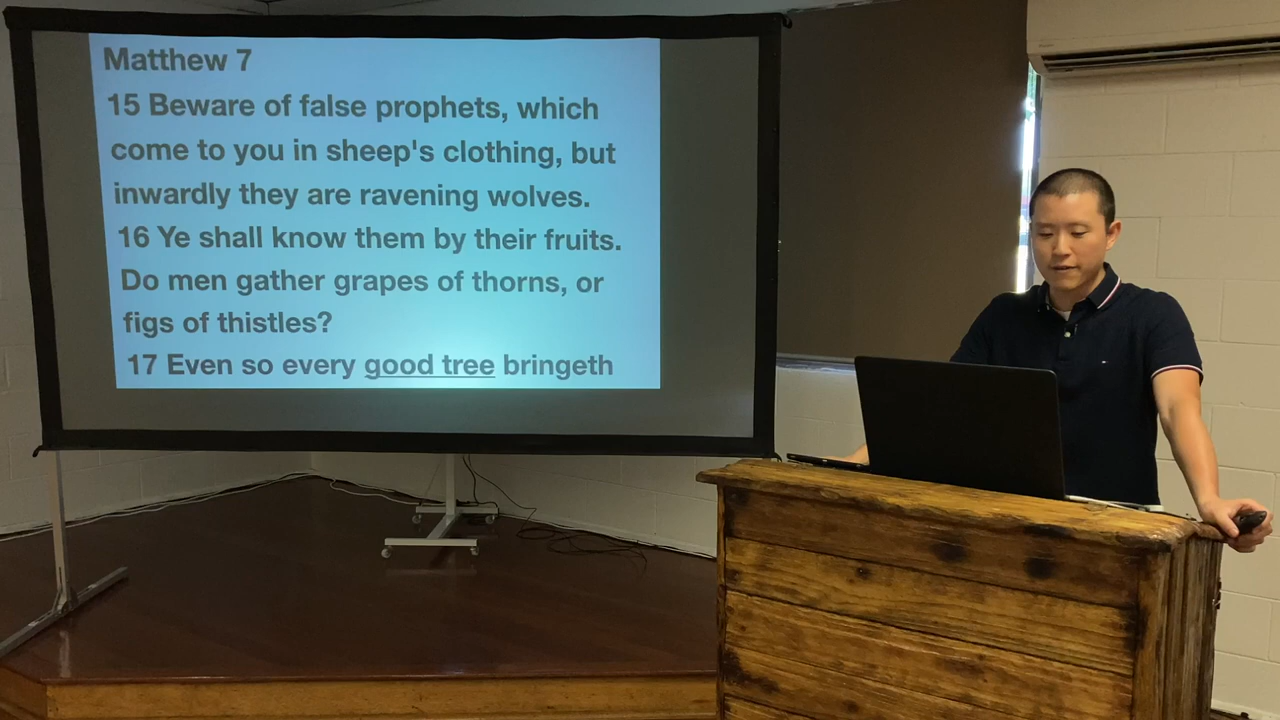 Matthew 7
15 Beware of false prophets, which
come to you in sheep's clothing, but
inwardly they are ravening wolves.
16 Ye shall know them by their fruits.
Do men gather grapes of thorns, or
figs of thistles?
17 Even so every good tree bringeth